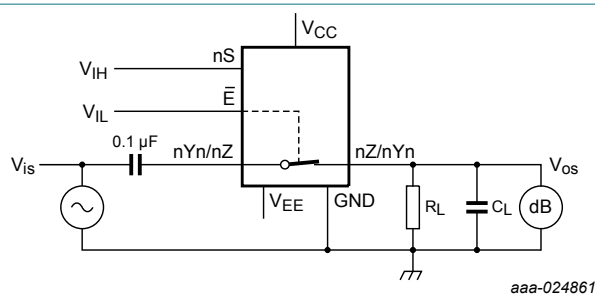 VCC
nS
VIH
E̅
VIL
0.1 µF
nYn/nZ
nZ/nYn
Vis
Vos
VEE
GND
RL
CL
dB
aaa-024861